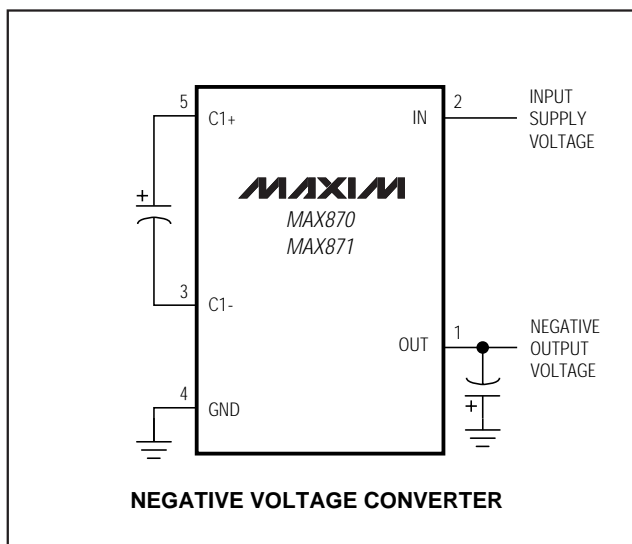 5
C1+
IN
2
INPUT
SUPPLY
VOLTAGE
MAXIM
MAX870
MAX871
+
3
C1-
OUT
1
NEGATIVE
OUTPUT
VOLTAGE
4
GND
+
NEGATIVE VOLTAGE CONVERTER